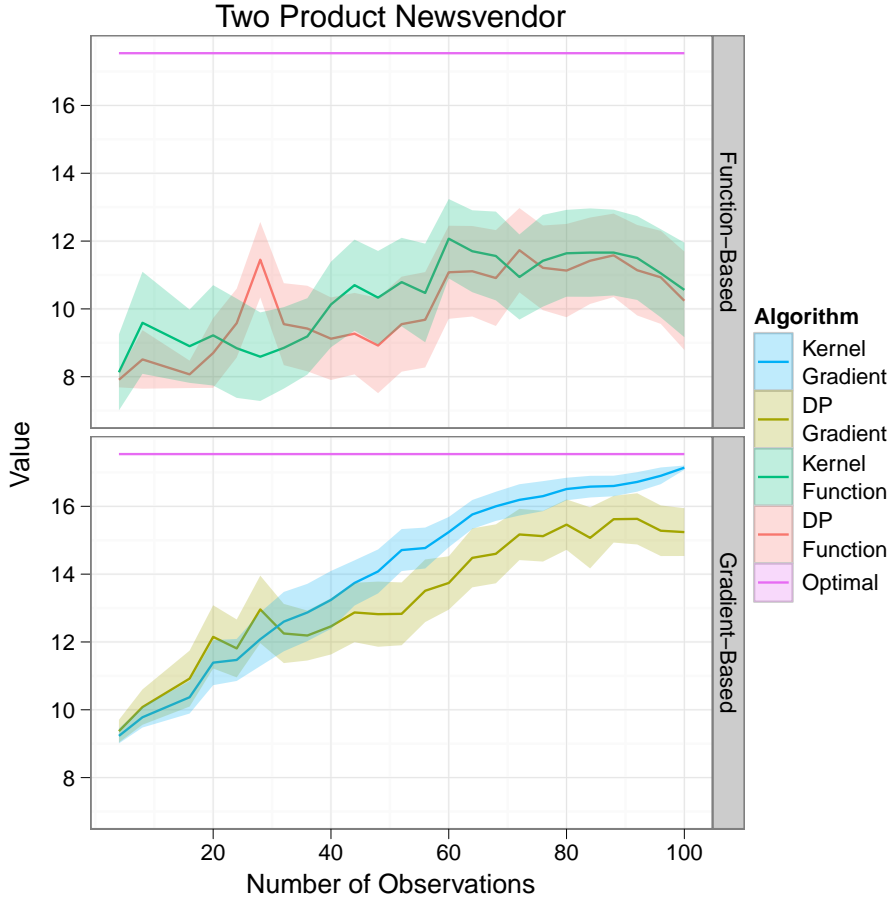 Two Product Newsvendor
16
14
12
10
8
Function−Based
16
14
12
10
8
Gradient−Based
20 40 60 80 100
Number of Observations
Value
Algorithm
Kernel
Gradient
DP
Gradient
Kernel
Function
DP
Function
Optimal